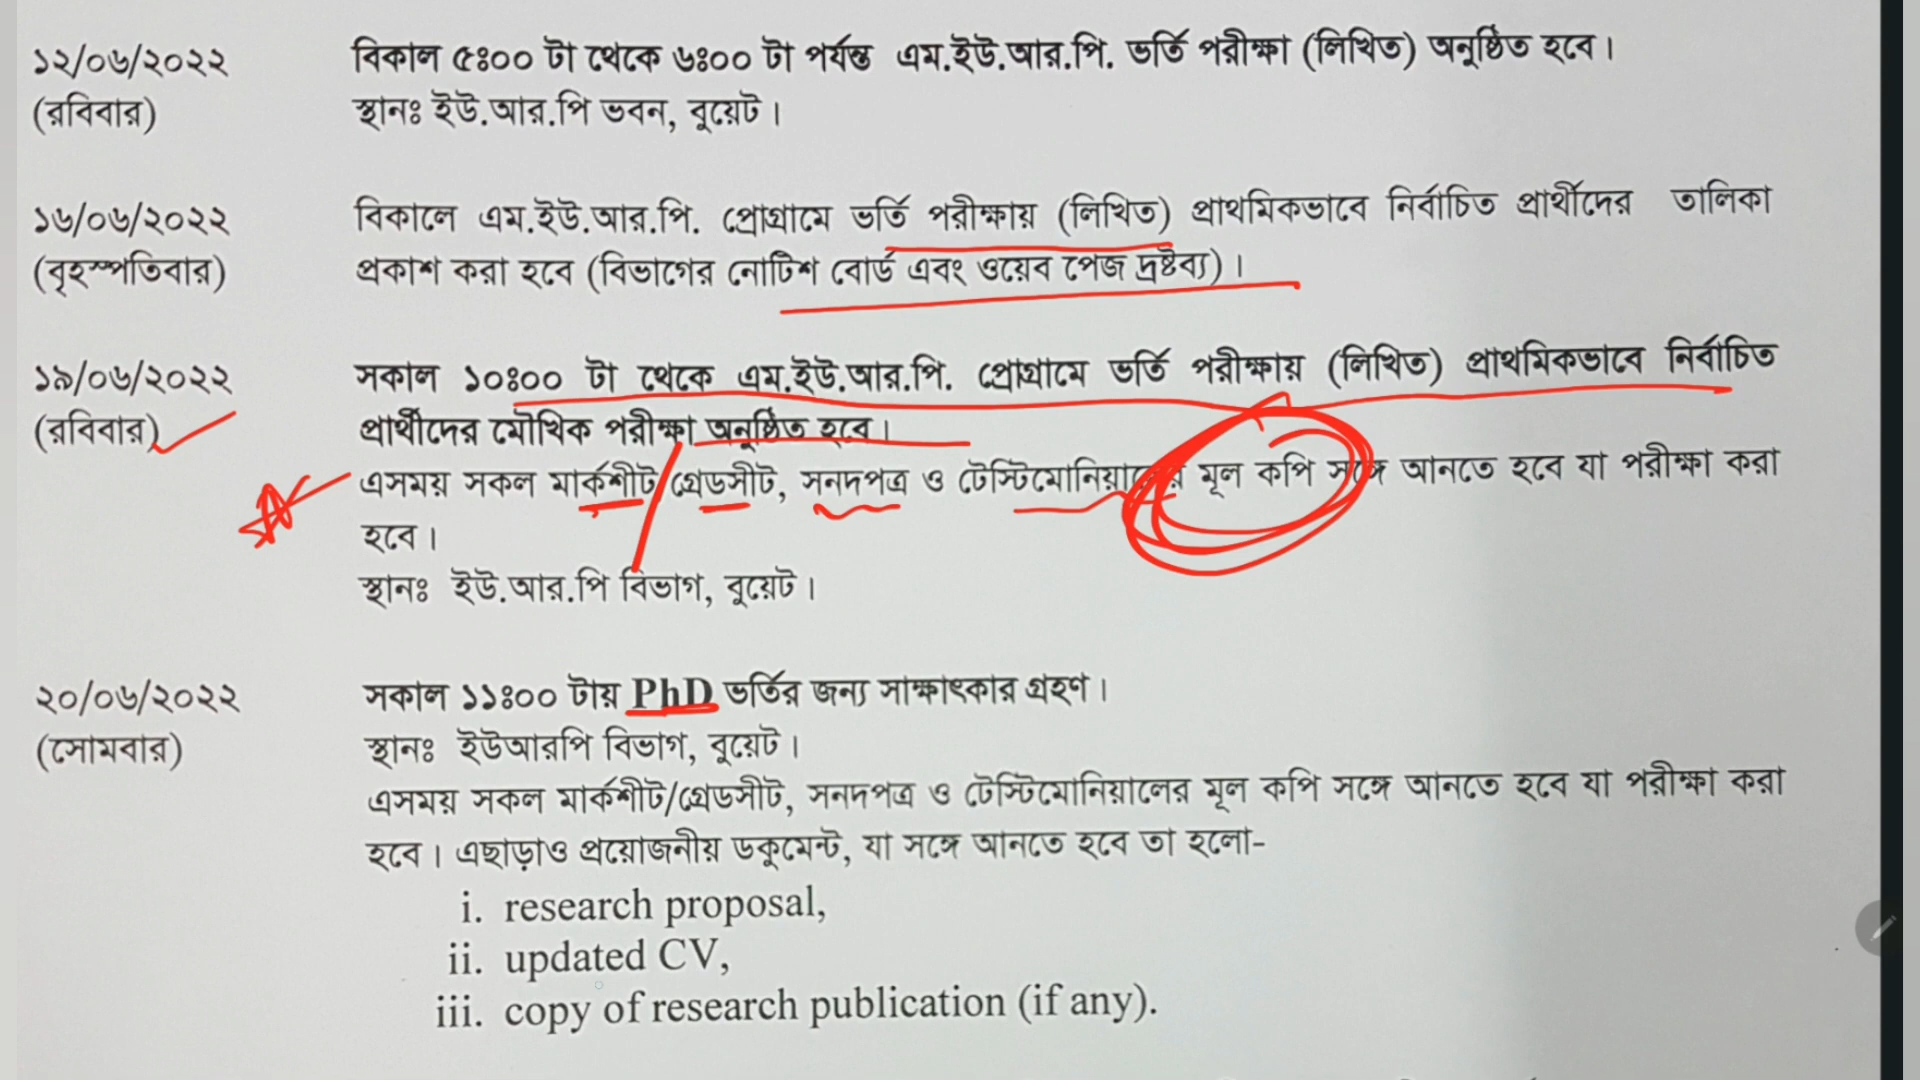 ১২/০৬/২০২২ বিকাল ৫ঃ০০ টা থেকে ৬ঃ০০ টা পর্যন্ত এম.ইউ.আর.পি. ভর্তি পরীক্ষা (লিখিত) অনুষ্ঠিত হবে।
(রবিবার) স্থানঃ ইউ.আর.পি ভবন, বুয়েট।
১৬/০৬/২০২২ বিকালে এম.ইউ.আর.পি. প্রোগ্রামে ভর্তি পরীক্ষায় (লিখিত) প্রাথমিকভাবে নির্বাচিত প্রার্থীদের তালিকা
(বৃহস্পতিবার) প্রকাশ করা হবে (বিভাগের নোটিশ বোর্ড এবং ওয়েব পেজ দ্রষ্টব্য)।
১৯/০৬/২০২২ সকাল ১০ঃ০০ টা থেকে এম.ইউ.আর.পি. প্রোগ্রামে ভর্তি পরীক্ষায় (লিখিত) প্রাথমিকভাবে নির্বাচিত
(রবিবার) প্রার্থীদের মৌখিক পরীক্ষা অনুষ্ঠিত হবে।
এসময় সকল মার্কশীট/গ্রেডসীট, সনদপত্র ও টেস্টিমোনিয়ালের মূল কপি সঙ্গে আনতে হবে যা পরীক্ষা করা
হবে।
স্থানঃ ইউ.আর.পি বিভাগ, বুয়েট।
২০/০৬/২০২২ সকাল ১১ঃ০০ টায় PhD ভর্তির জন্য সাক্ষাৎকার গ্রহণ।
(সোমবার) স্থানঃ ইউআরপি বিভাগ, বুয়েট।
এসময় সকল মার্কশীট/গ্রেডসীট, সনদপত্র ও টেস্টিমোনিয়ালের মূল কপি সঙ্গে আনতে হবে যা পরীক্ষা করা
হবে। এছাড়াও প্রয়োজনীয় ডকুমেন্ট, যা সঙ্গে আনতে হবে তা হলো-
i. research proposal,
ii. updated CV,
iii. copy of research publication (if any).